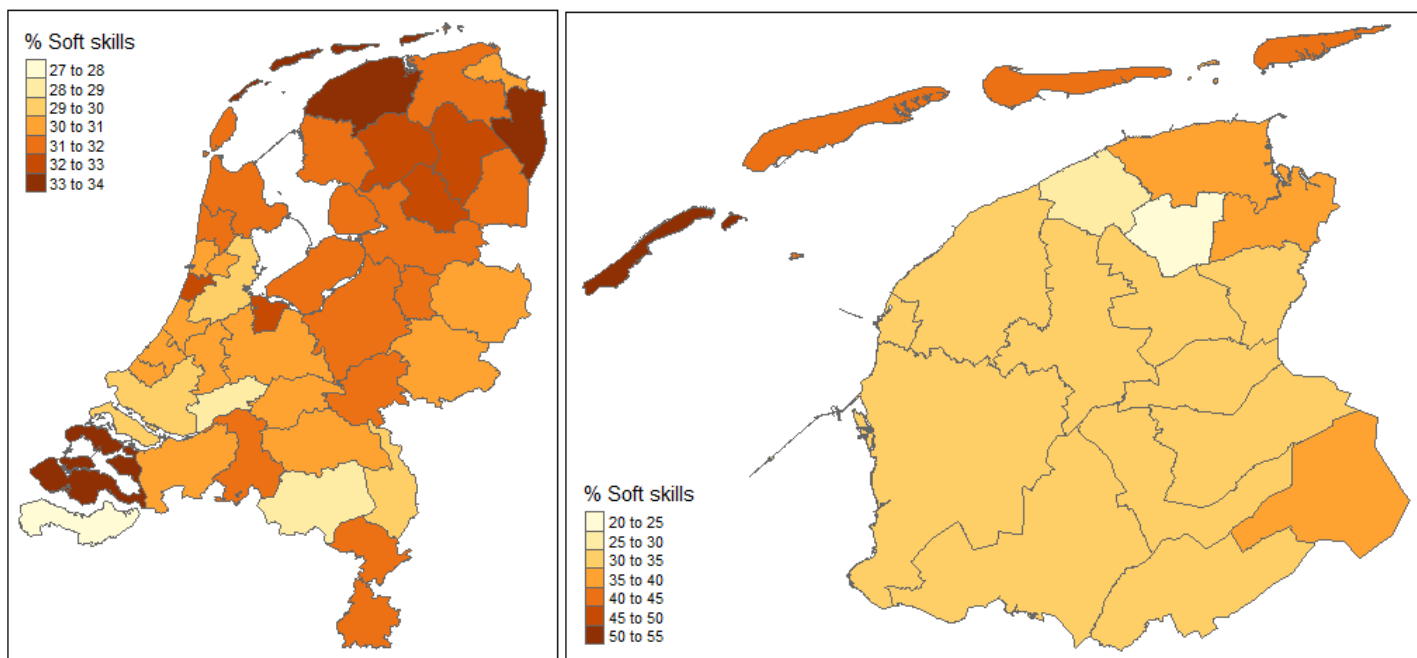 % Soft skills
27 to 28
28 to 29
29 to 30
30 to 31
31 to 32
32 to 33
33 to 34
% Soft skills
20 to 25
25 to 30
30 to 35
35 to 40
40 to 45
45 to 50
50 to 55